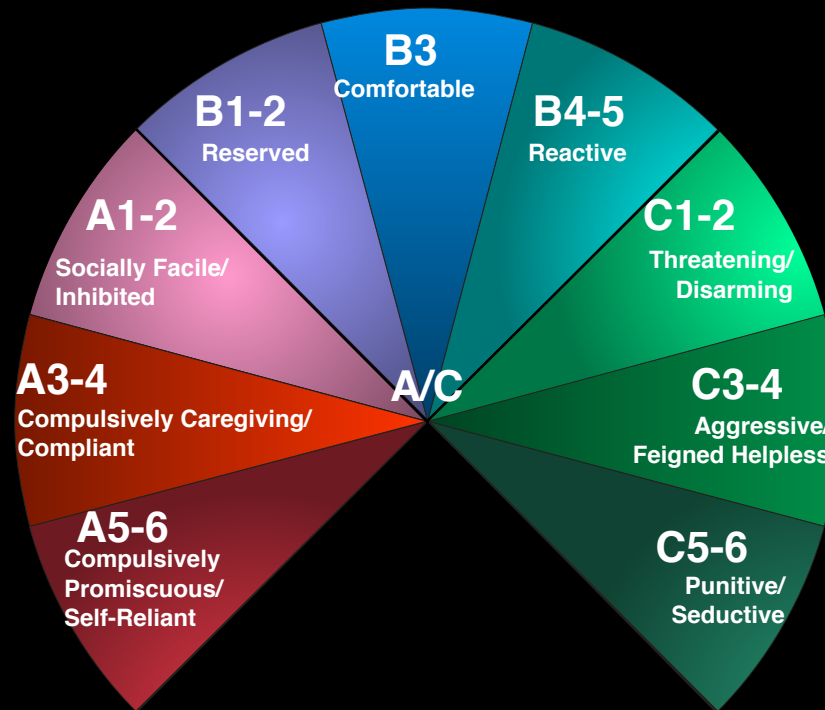 B3
Comfortable
B1-2
Reserved
B4-5
Reactive
A1-2
Socially Facile/
Inhibited
C1-2
Threatening/
Disarming
A3-4
Compulsively Caregiving/
Compliant
A/C
C3-4
Aggressive/
Feigned Helpless
A5-6
Compulsively
Promiscuous/
Self-Reliant
C5-6
Punitive/
Seductive